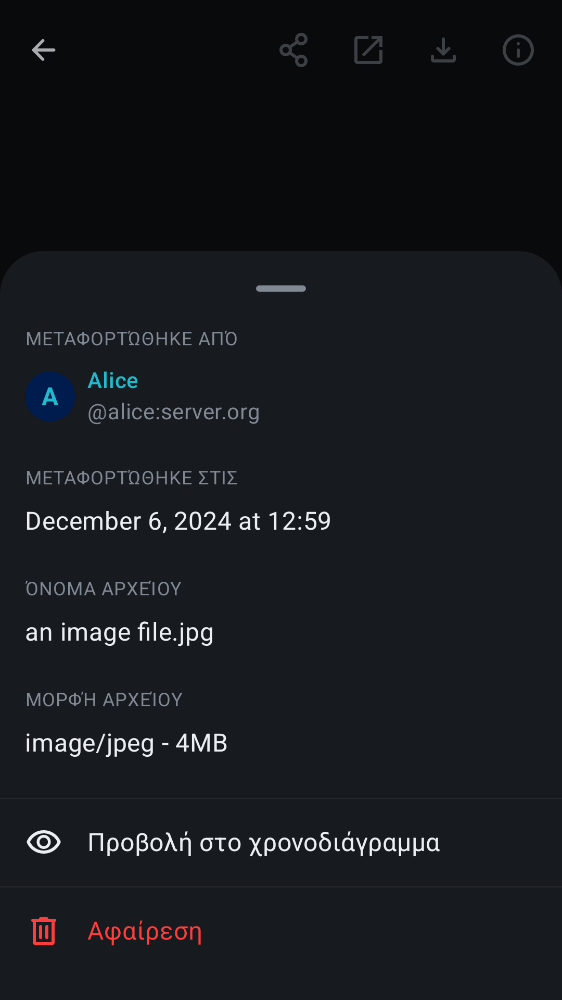 ΜΕΤΑΦΟΡΤΏΘΗΚΕ ΑΠΌ
A
Alice
@alice:server.org
ΜΕΤΑΦΟΡΤΏΘΗΚΕ ΣΤΙΣ
December 6, 2024 at 12:59
ΌΝΟΜΑ ΑΡΧΕΊΟΥ
an image file.jpg
ΜΟΡΦΉ ΑΡΧΕΊΟΥ
image/jpeg - 4MB
Προβολή στο χρονοδιάγραμμα
Αφαίρεση